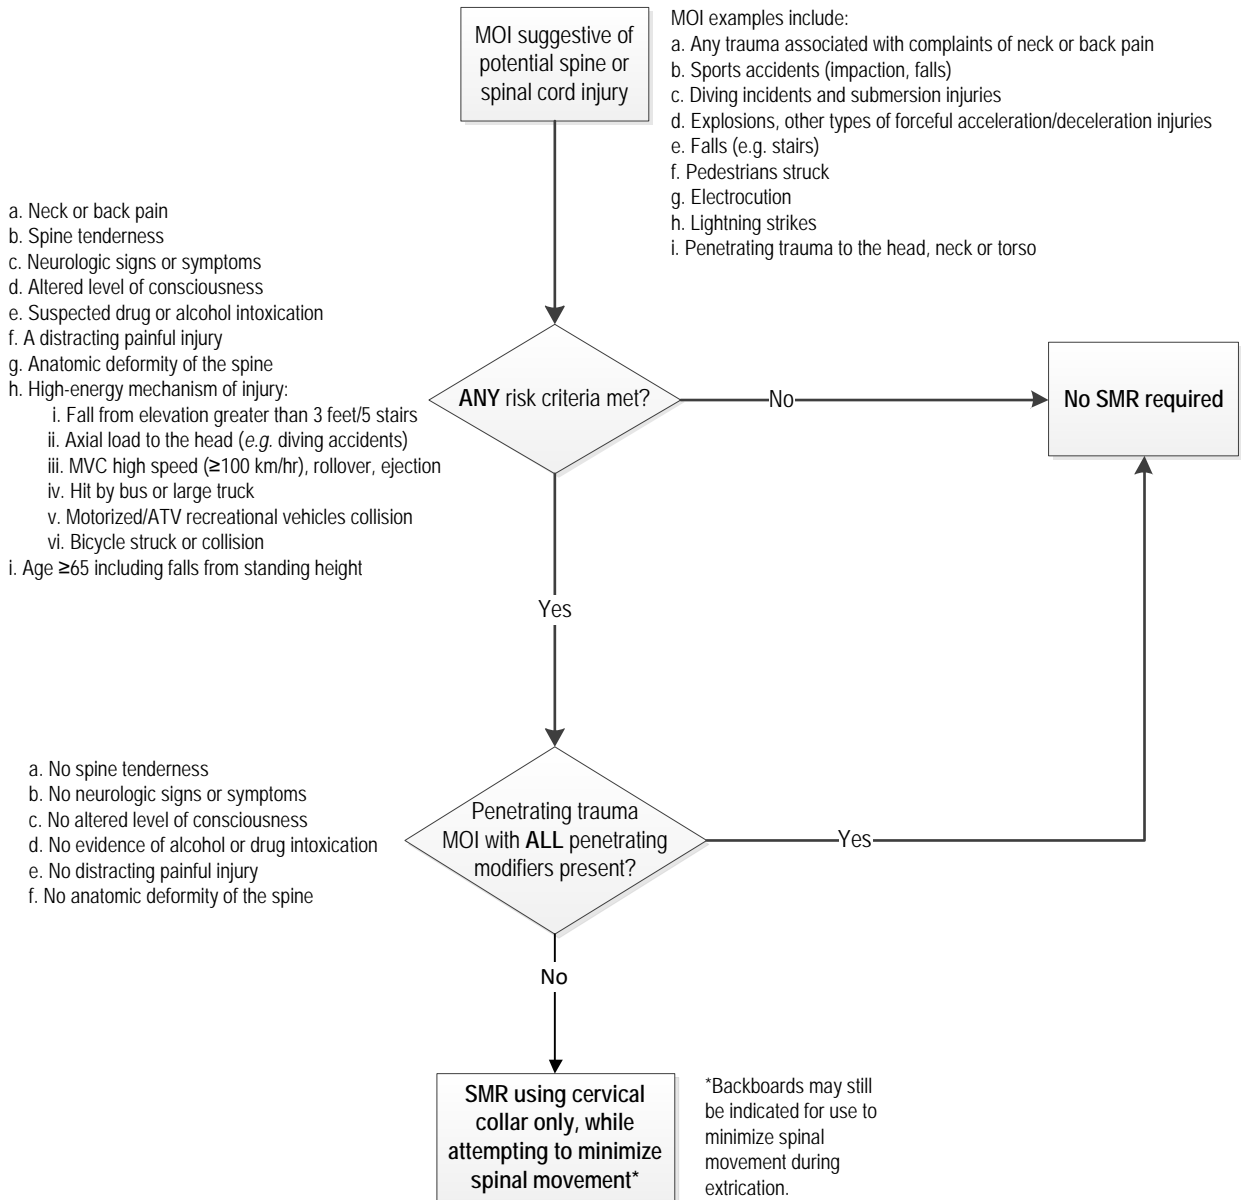 MOI suggestive of
potential spine or
spinal cord injury
MOI examples include:
a. Any trauma associated with complaints of neck or back pain
b. Sports accidents (impaction, falls)
c. Diving incidents and submersion injuries
d. Explosions, other types of forceful acceleration/deceleration injuries
e. Falls (e.g. stairs)
f. Pedestrians struck
g. Electrocution
h. Lightning strikes
i. Penetrating trauma to the head, neck or torso
a. Neck or back pain
b. Spine tenderness
c. Neurologic signs or symptoms
d. Altered level of consciousness
e. Suspected drug or alcohol intoxication
f. A distracting painful injury
g. Anatomic deformity of the spine
h. High-energy mechanism of injury:
i. Fall from elevation greater than 3 feet/5 stairs
ii. Axial load to the head (e.g. diving accidents)
iii. MVC high speed (≥100 km/hr), rollover, ejection
iv. Hit by bus or large truck
v. Motorized/ATV recreational vehicles collision
vi. Bicycle struck or collision
i. Age ≥65 including falls from standing height
ANY risk criteria met?
No
No SMR required
Yes
a. No spine tenderness
b. No neurologic signs or symptoms
c. No altered level of consciousness
d. No evidence of alcohol or drug intoxication
e. No distracting painful injury
f. No anatomic deformity of the spine
Penetrating trauma
MOI with ALL penetrating
modifiers present?
Yes
No
SMR using cervical
collar only, while
attempting to minimize
spinal movement*
*Backboards may still
be indicated for use to
minimize spinal
movement during
extrication.